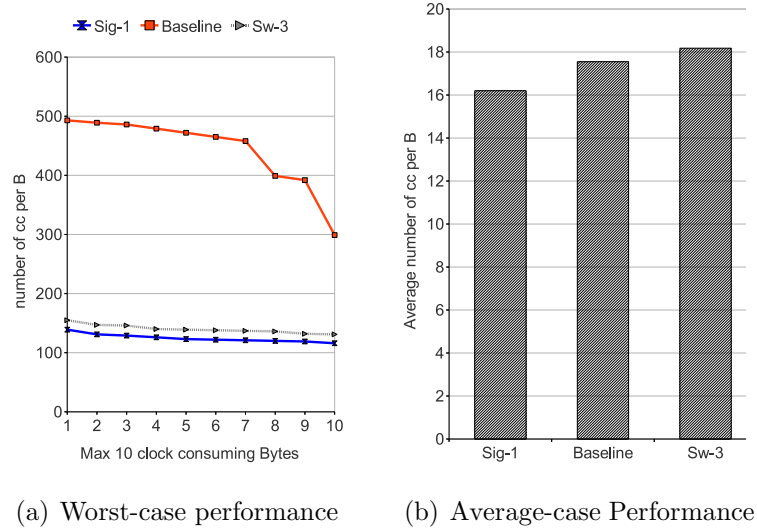 Sig-1 Baseline Sw-3
600
500
400
300
200
100
0
1 2 3 4 5 6 7 8 9 10
number of cc per B
Max 10 clock consuming Bytes
(a) Worst-case performance
20
18
16
14
12
10
8
6
4
2
0
Average number of cc per B
Sig-1 Baseline Sw-3
(b) Average-case Performance